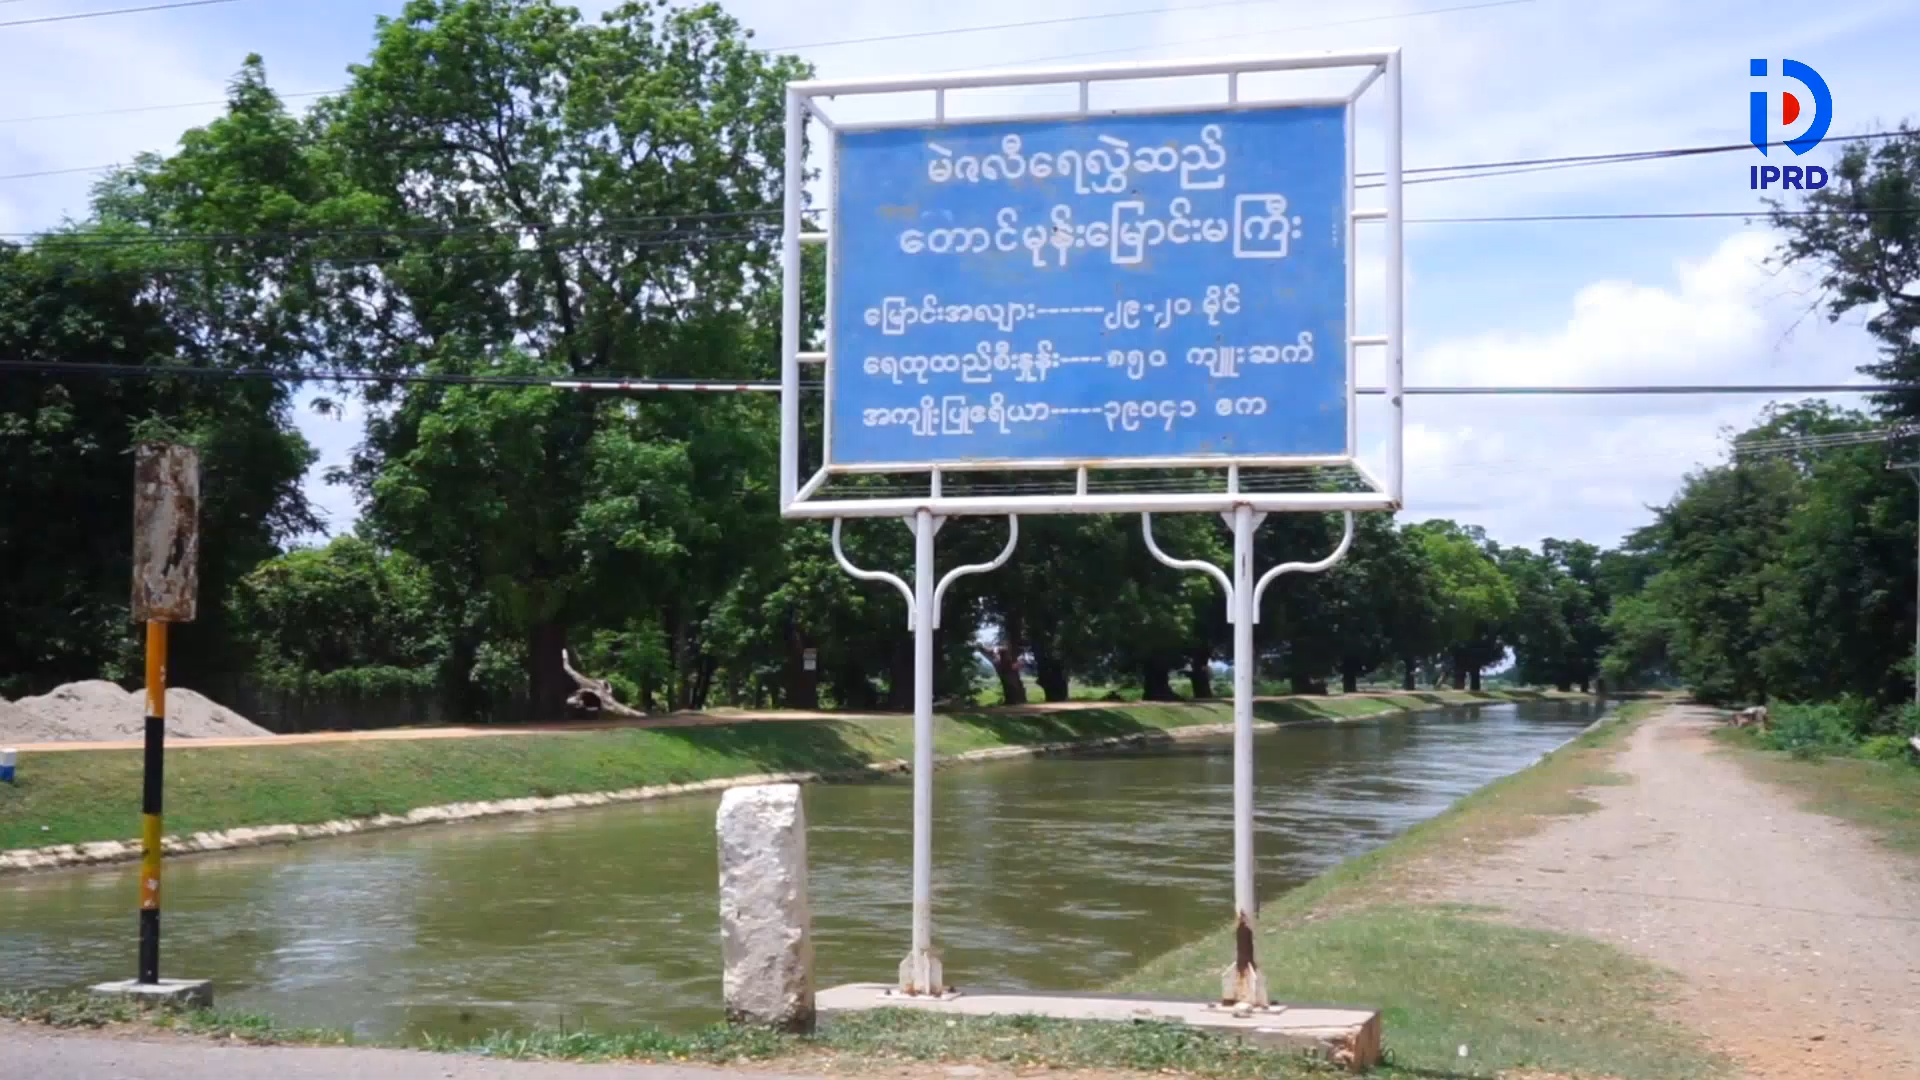 မဲဇလီရေလွှဲဆည်
တောင်မုန်းမြောင်းမကြီး
မြောင်းအလျား------၂၉-၂၀ မိုင်
ရေထုထည်စီးနှုန်း----၈၅၀ ကျူးဆက်
အကျိုးပြုဧရိယာ-----၃၉၀၄၁ ဧက
IPRD